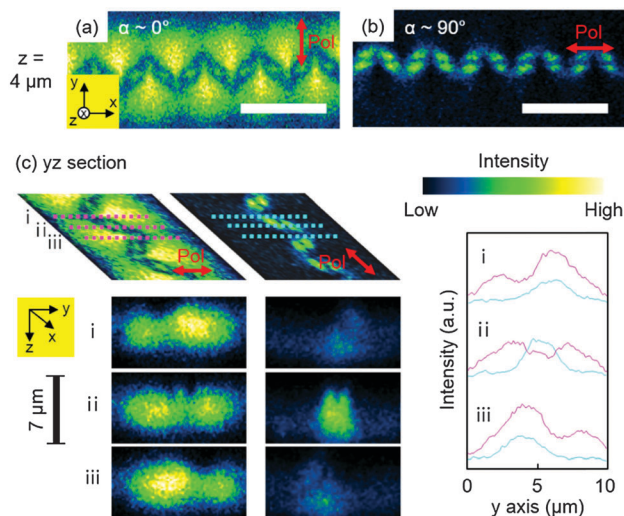 (a) α ~ 0°
Pol
(b) α ~ 90°
Pol
z =
4 µm
y
x
z
(c) yz section
Intensity
Low High
i
ii
iii
Pol
Pol
y
x
z
i
ii
iii
7 µm
i
ii
iii
Intensity (a.u.)
0 5 10
y axis (µm)